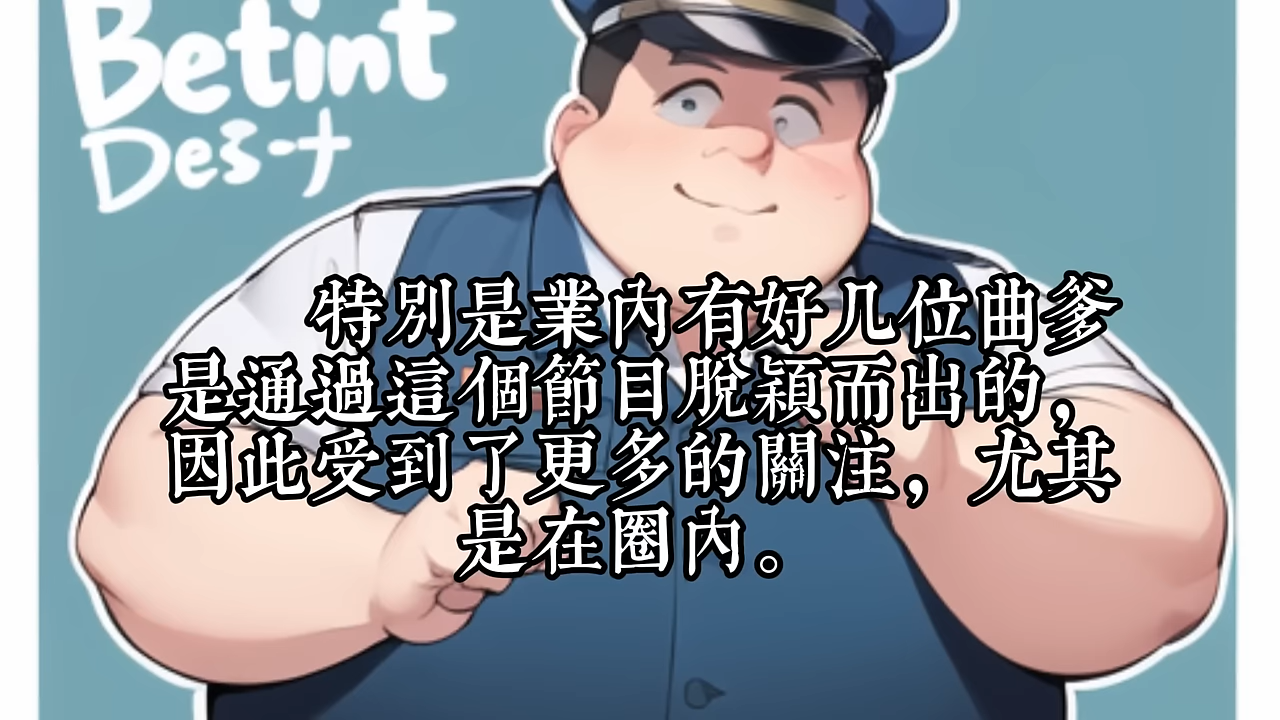 Betint
特別是業內有好几位曲爹
是通過這個節目脫穎而出的，
因此受到了更多的關注，尤其
是在圈內。